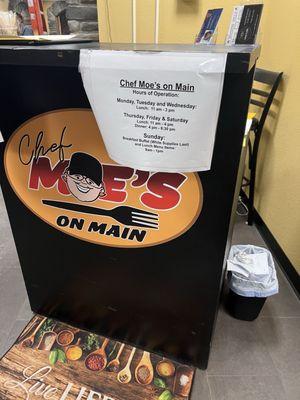 Chef Moe's on Main
Hours of Operation:
Monday, Tuesday and Wednesday:
Lunch: 11 am - 3 pm
Thursday, Friday & Saturday:
Lunch: 11 am - 4 pm
Dinner: 4 pm - 8:30 pm
Sunday:
Breakfast Buffet (While Supplies Last)
and Lunch Menu Items
9am - 1pm
Chef
MOE'S
ON MAIN
Live